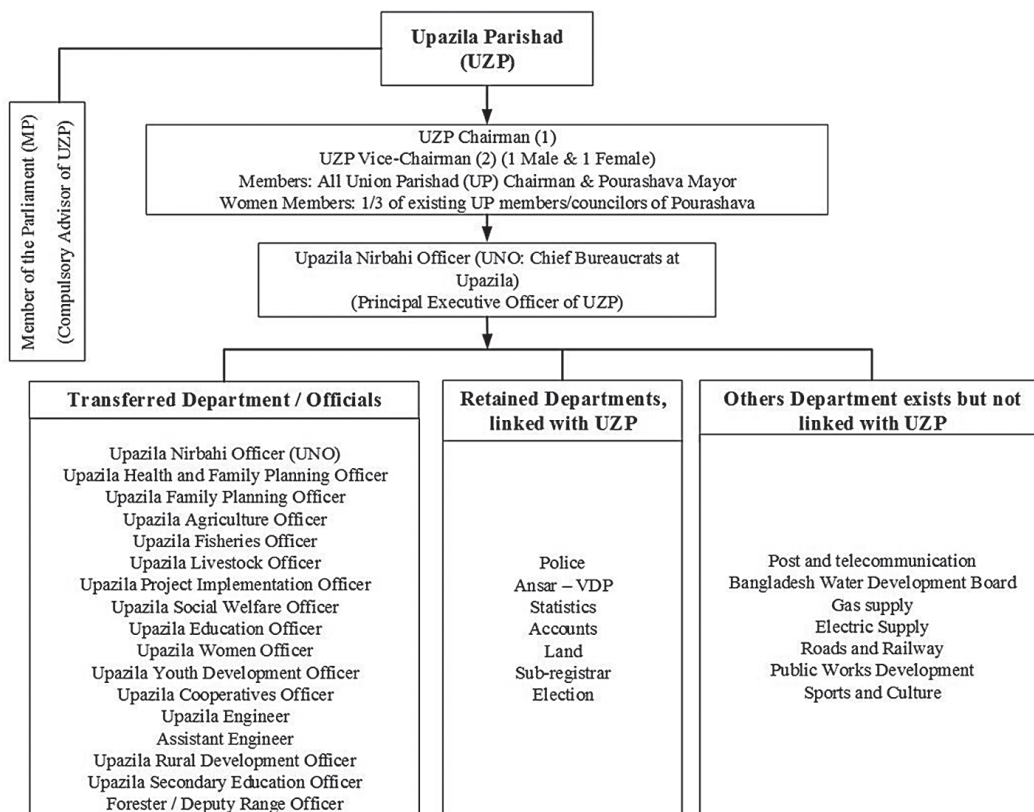 Upazila Parishad
(UZP)
Member of the Parliament (MP)
(Compulsory Advisor of UZP)
UZP Chairman (1)
UZP Vice-Chairman (2) (1 Male & 1 Female)
Members: All Union Parishad (UP) Chairman & Pourashava Mayor
Women Members: 1/3 of existing UP members/councilors of Pourashava
Upazila Nirbahi Officer (UNO: Chief Bureaucrats at
Upazila)
(Principal Executive Officer of UZP)
Transferred Department / Officials
Upazila Nirbahi Officer (UNO)
Upazila Health and Family Planning Officer
Upazila Family Planning Officer
Upazila Agriculture Officer
Upazila Fisheries Officer
Upazila Livestock Officer
Upazila Project Implementation Officer
Upazila Social Welfare Officer
Upazila Education Officer
Upazila Women Officer
Upazila Youth Development Officer
Upazila Cooperatives Officer
Upazila Engineer
Assistant Engineer
Upazila Rural Development Officer
Upazila Secondary Education Officer
Forester / Deputy Range Officer
Retained Departments,
linked with UZP
Police
Ansar – VDP
Statistics
Accounts
Land
Sub-registrar
Election
Others Department exists but not
linked with UZP
Post and telecommunication
Bangladesh Water Development Board
Gas supply
Electric Supply
Roads and Railway
Public Works Development
Sports and Culture